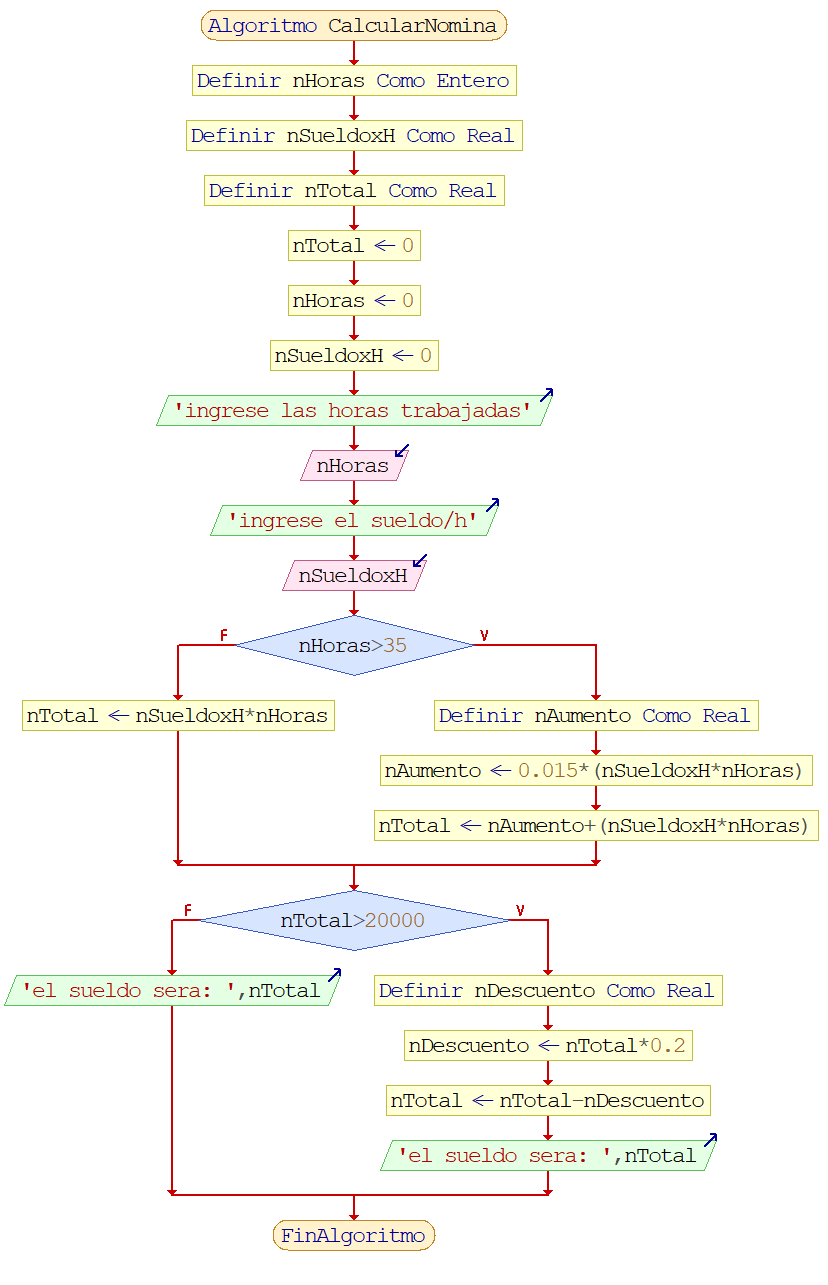 Algoritmo CalcularNomina
Definir nHoras Como Entero
Definir nSueldoxH Como Real
Definir nTotal Como Real
nTotal ← 0
nHoras ← 0
nSueldoxH ← 0
'ingrese las horas trabajadas'
nHoras
'ingrese el sueldo/h'
nSueldoxH
F
nHoras>35
V
nTotal ← nSueldoxH*nHoras
Definir nAumento Como Real
nAumento ← 0.015*(nSueldoxH*nHoras)
nTotal ← nAumento+(nSueldoxH*nHoras)
F
nTotal>20000
V
'el sueldo sera: ',nTotal
Definir nDescuento Como Real
nDescuento ← nTotal*0.2
nTotal ← nTotal-nDescuento
'el sueldo sera: ',nTotal
FinAlgoritmo